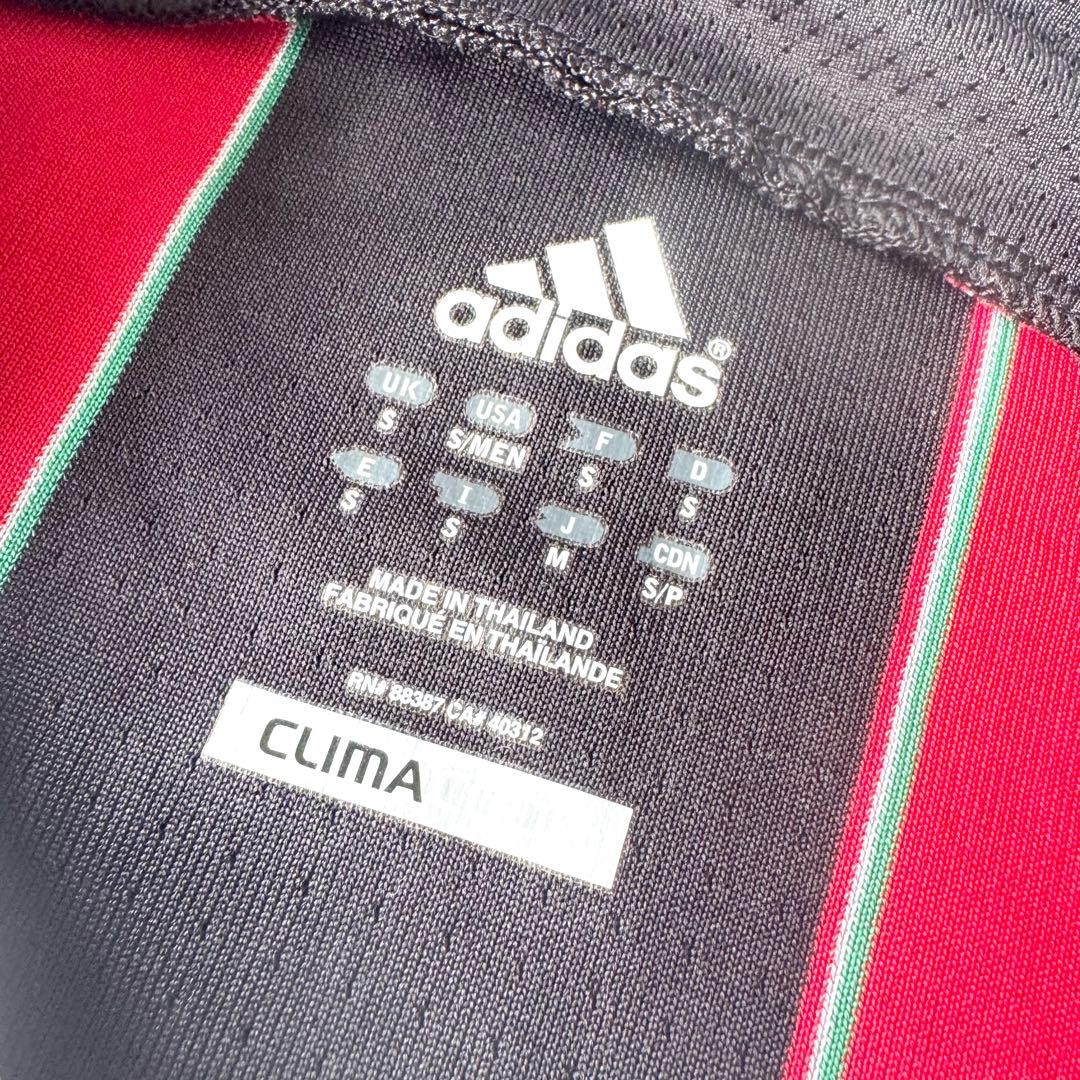 adidas®
UK USA F D
S S/MEN S S
E I J CDN
S S M S/P
MADE IN THAILAND
FABRIQUÉ EN THAÏLANDE
RN# 88387 CA# 40312
CLIMA